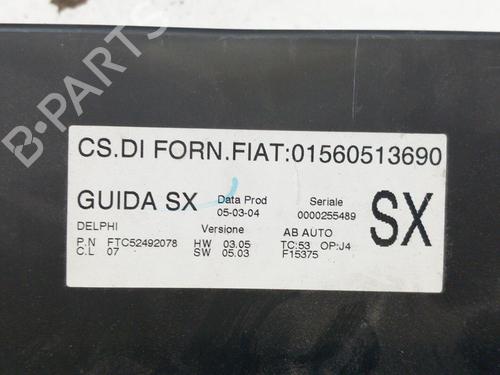 CS.DI FORN.FIAT:01560513690
GUIDA SX Data Prod Seriale SX
05-03-04 0000255489
DELPHI Versione AB AUTO
P.N FTC52492078 HW 03.05 TC:53 OP:J4
C.L 07 SW 05.03 F15375
B-PARTS